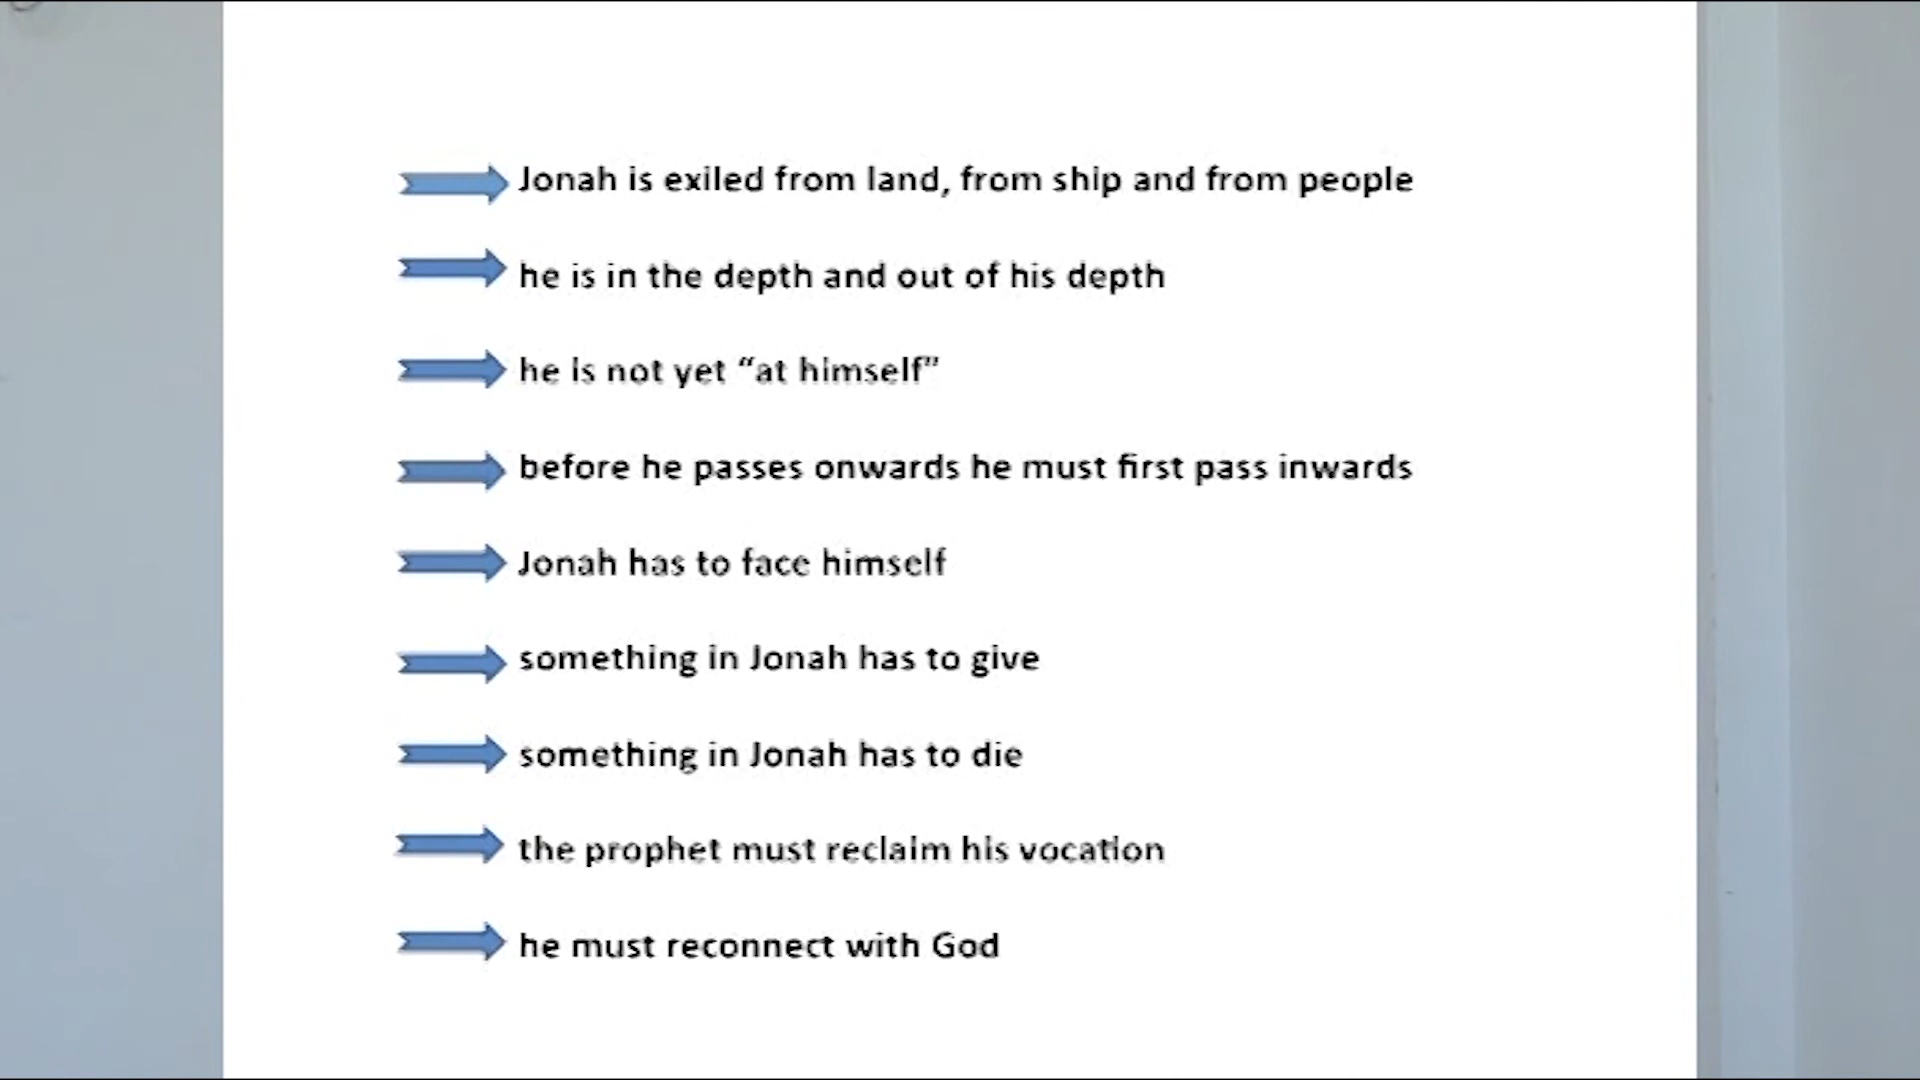 Jonah is exiled from land, from ship and from people
he is in the depth and out of his depth
he is not yet “at himself”
before he passes onwards he must first pass inwards
Jonah has to face himself
something in Jonah has to give
something in Jonah has to die
the prophet must reclaim his vocation
he must reconnect with God